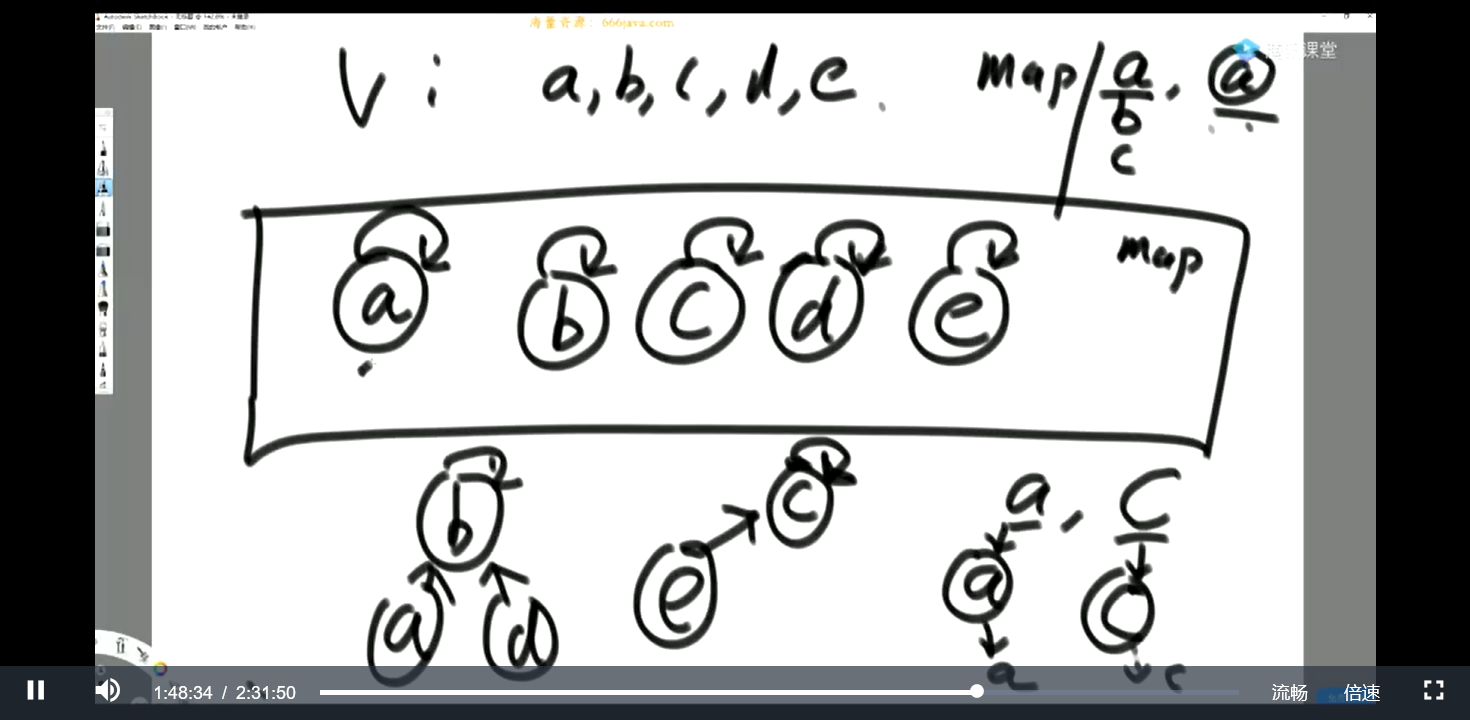 Autodesk SketchBook
海量资源：666java.com
课堂
V : a, b, c, d, e
map a, a
b
c
a b c d e map
b c a, c
a d e a c
a c
1:48:34 / 2:31:50 流畅 倍速